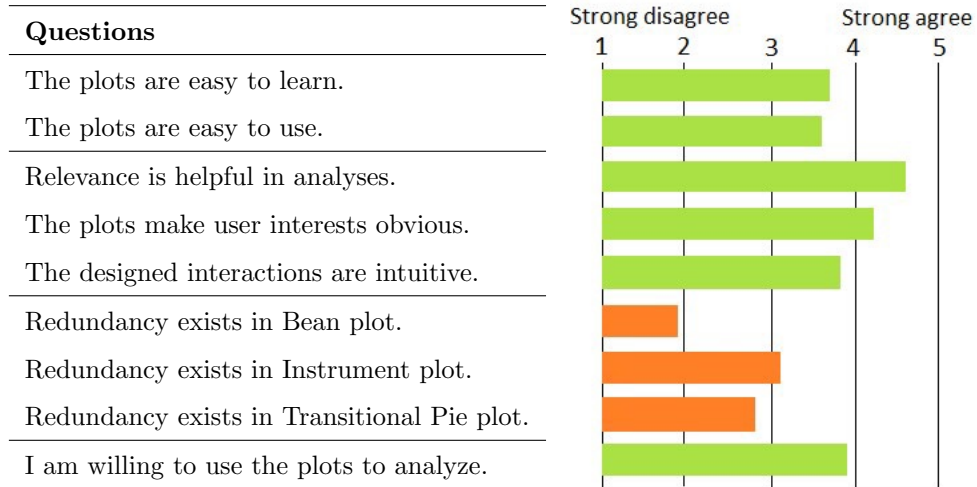 Questions
Strong disagree Strong agree
1 2 3 4 5
The plots are easy to learn.
The plots are easy to use.
Relevance is helpful in analyses.
The plots make user interests obvious.
The designed interactions are intuitive.
Redundancy exists in Bean plot.
Redundancy exists in Instrument plot.
Redundancy exists in Transitional Pie plot.
I am willing to use the plots to analyze.